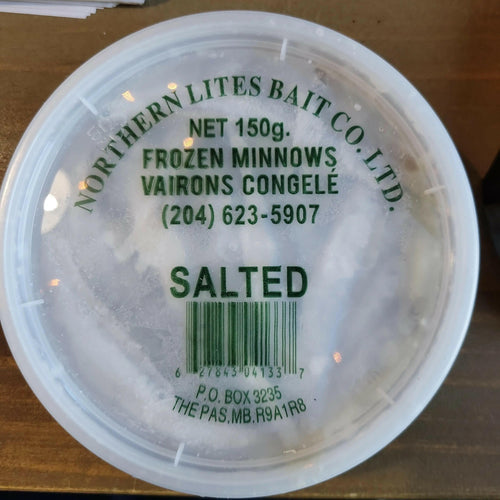 NORTHERN LITES BAIT CO. LTD.
NET 150g.
FROZEN MINNOWS
VAIRONS CONGELÉ
(204) 623-5907
SALTED
6 27843 04133 7
P.O. BOX 3235
THE PAS,MB.R9A1R8